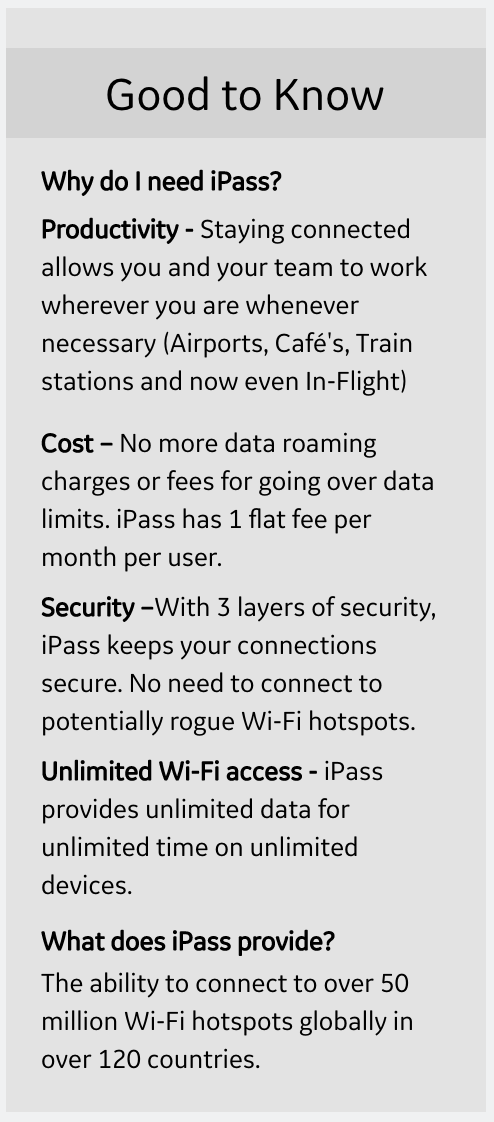 Good to Know
Why do I need iPass?
Productivity - Staying connected
allows you and your team to work
wherever you are whenever
necessary (Airports, Café's, Train
stations and now even In-Flight)
Cost – No more data roaming
charges or fees for going over data
limits. iPass has 1 flat fee per
month per user.
Security –With 3 layers of security,
iPass keeps your connections
secure. No need to connect to
potentially rogue Wi-Fi hotspots.
Unlimited Wi-Fi access - iPass
provides unlimited data for
unlimited time on unlimited
devices.
What does iPass provide?
The ability to connect to over 50
million Wi-Fi hotspots globally in
over 120 countries.